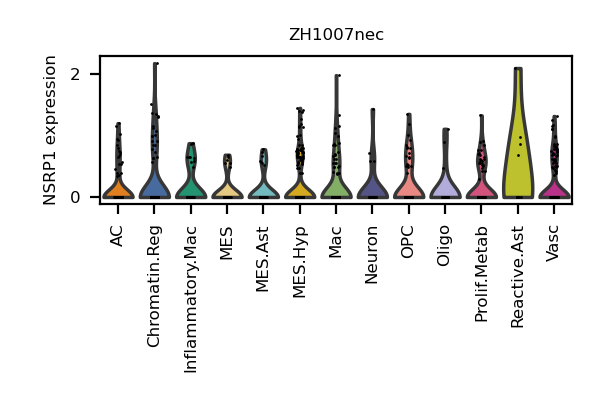 ZH1007nec
NSRP1 expression
2
0
AC
Chromatin.Reg
Inflammatory.Mac
MES
MES.Ast
MES.Hyp
Mac
Neuron
OPC
Oligo
Prolif.Metab
Reactive.Ast
Vasc